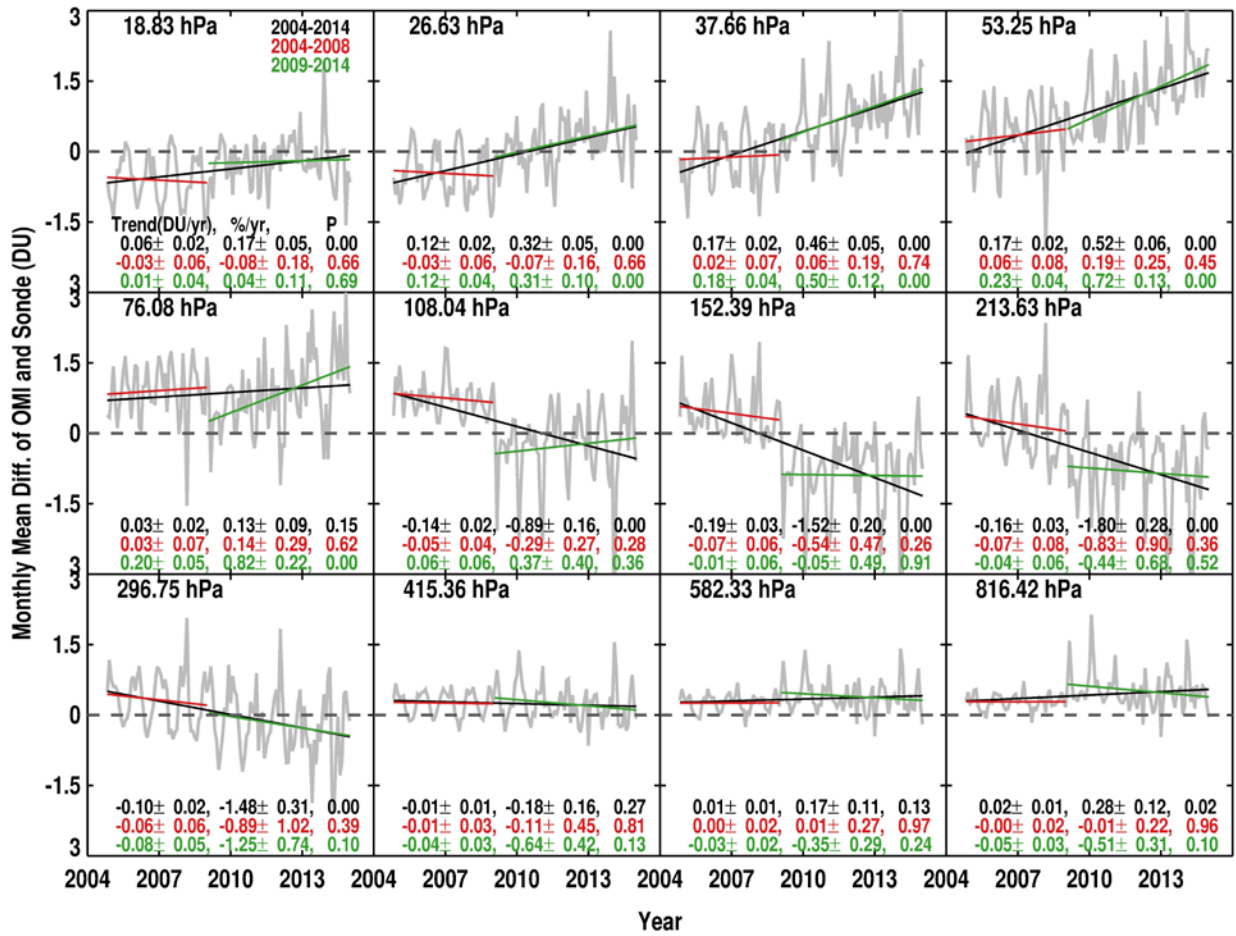 Monthly Mean Diff. of OMI and Sonde (DU)
3
1.5
0
-1.5
3
18.83 hPa
2004-2014
2004-2008
2009-2014
Trend(DU/yr), %/yr, P
0.06± 0.02, 0.17± 0.05, 0.00
-0.03± 0.06, -0.08± 0.18, 0.66
0.01± 0.04, 0.04± 0.11, 0.69
26.63 hPa
0.12± 0.02, 0.32± 0.05, 0.00
-0.03± 0.06, -0.07± 0.16, 0.66
0.12± 0.04, 0.31± 0.10, 0.00
37.66 hPa
0.17± 0.02, 0.46± 0.05, 0.00
0.02± 0.07, 0.06± 0.19, 0.74
0.18± 0.04, 0.50± 0.12, 0.00
53.25 hPa
0.17± 0.02, 0.52± 0.06, 0.00
0.06± 0.08, 0.19± 0.25, 0.45
0.23± 0.04, 0.72± 0.13, 0.00
1.5
0
-1.5
3
76.08 hPa
0.03± 0.02, 0.13± 0.09, 0.15
0.03± 0.07, 0.14± 0.29, 0.62
0.20± 0.05, 0.82± 0.22, 0.00
108.04 hPa
-0.14± 0.02, -0.89± 0.16, 0.00
-0.05± 0.04, -0.29± 0.27, 0.28
0.06± 0.06, 0.37± 0.40, 0.36
152.39 hPa
-0.19± 0.03, -1.52± 0.20, 0.00
-0.07± 0.06, -0.54± 0.47, 0.26
-0.01± 0.06, -0.05± 0.49, 0.91
213.63 hPa
-0.16± 0.03, -1.80± 0.28, 0.00
-0.07± 0.08, -0.83± 0.90, 0.36
-0.04± 0.06, -0.44± 0.68, 0.52
1.5
0
-1.5
3
296.75 hPa
-0.10± 0.02, -1.48± 0.31, 0.00
-0.06± 0.06, -0.89± 1.02, 0.39
-0.08± 0.05, -1.25± 0.74, 0.10
415.36 hPa
-0.01± 0.01, -0.18± 0.16, 0.27
-0.01± 0.03, -0.11± 0.45, 0.81
-0.04± 0.03, -0.64± 0.42, 0.13
582.33 hPa
0.01± 0.01, 0.17± 0.11, 0.13
0.00± 0.02, 0.01± 0.27, 0.97
-0.03± 0.02, -0.35± 0.29, 0.24
816.42 hPa
0.02± 0.01, 0.28± 0.12, 0.02
-0.00± 0.02, -0.01± 0.22, 0.96
-0.05± 0.03, -0.51± 0.31, 0.10
2004 2007 2010 2013 2004 2007 2010 2013 2004 2007 2010 2013 2004 2007 2010 2013
Year